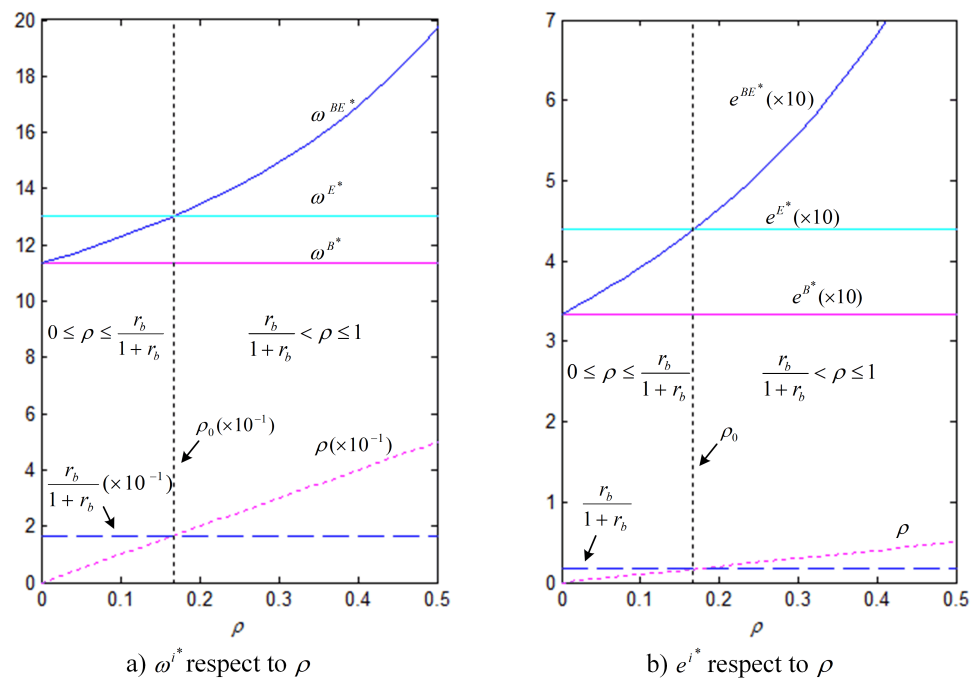 20
18
16
14
12
10
8
6
4
2
0
ω^{BE*}
ω^{E*}
ω^{B*}
0 ≤ ρ ≤ r_b/(1 + r_b)
r_b/(1 + r_b) < ρ ≤ 1
ρ_0(×10^{-1})
ρ(×10^{-1})
r_b/(1 + r_b) (×10^{-1})
0 0.1 0.2 0.3 0.4 0.5
ρ
a) ω^{i*} respect to ρ
7
6
5
4
3
2
1
0
e^{BE*}(×10)
e^{E*}(×10)
e^{B*}(×10)
0 ≤ ρ ≤ r_b/(1 + r_b)
r_b/(1 + r_b) < ρ ≤ 1
ρ_0
r_b/(1 + r_b)
ρ
0 0.1 0.2 0.3 0.4 0.5
ρ
b) e^{i*} respect to ρ